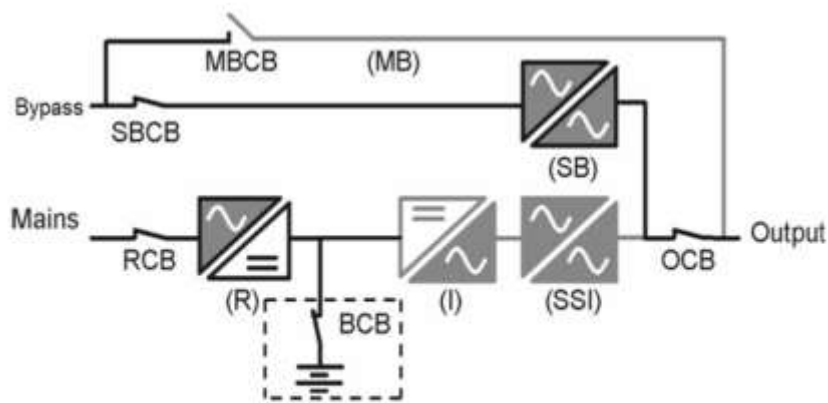 MBCB (MB)
Bypass
SBCB
(SB)
Mains
Output
RCB
OCB
(R)
(I)
(SSI)
BCB